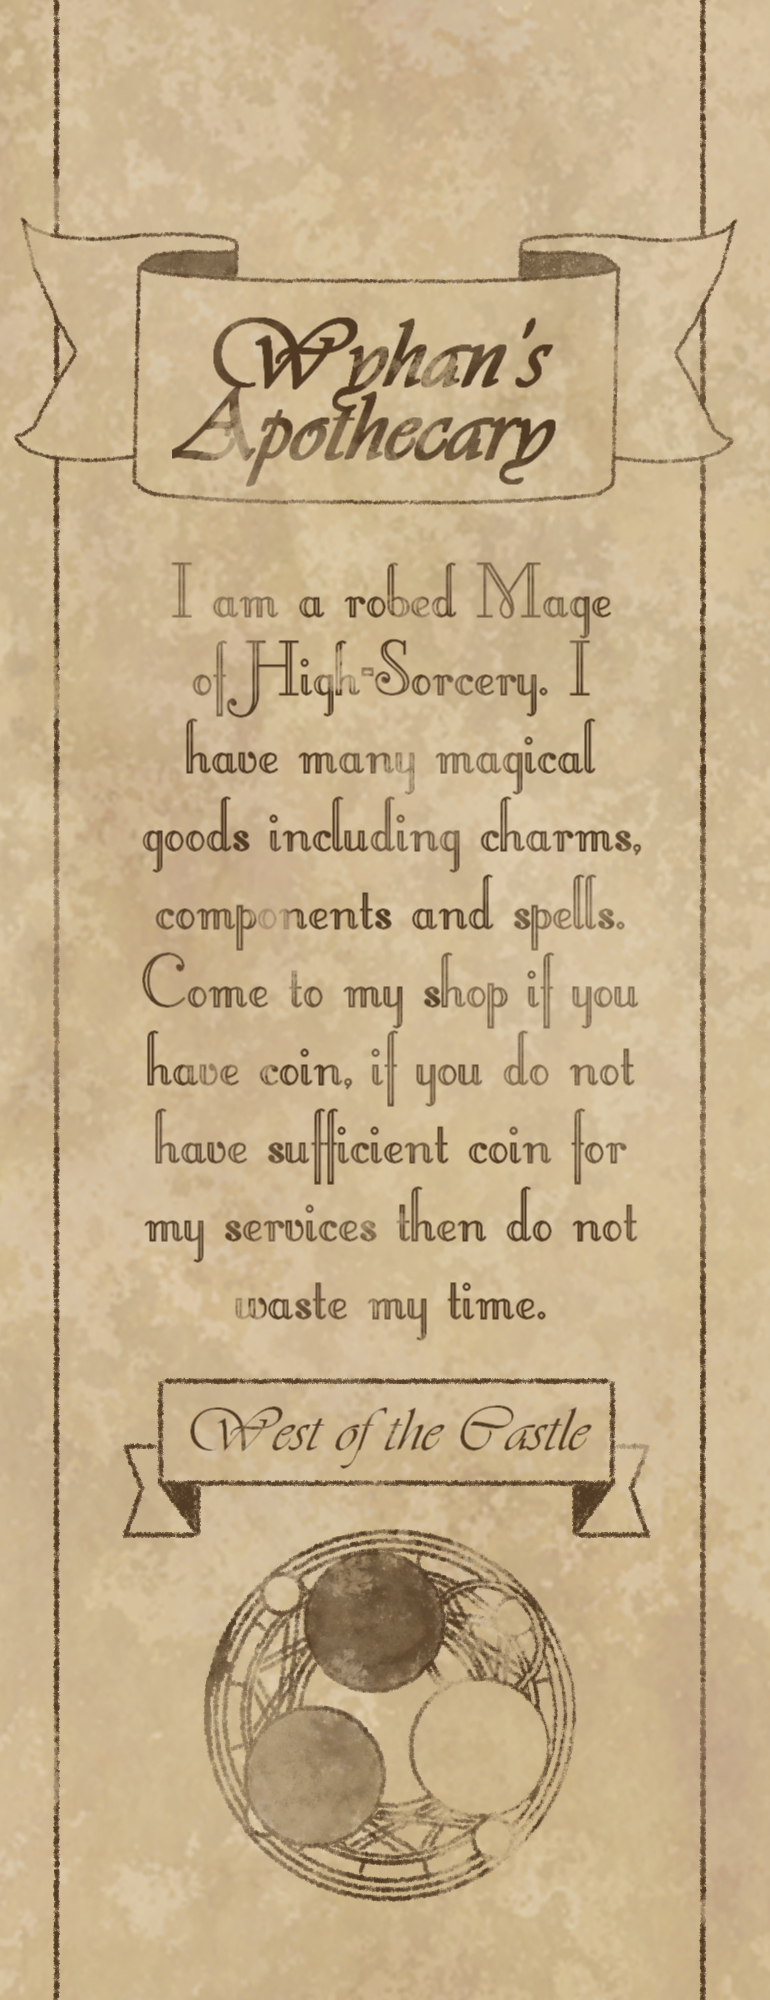 Wyhan's
Apothecary
I am a robed Mage
of High-Sorcery. I
have many magical
goods including charms,
components and spells.
Come to my shop if you
have coin, if you do not
have sufficient coin for
my services then do not
waste my time.
West of the Castle